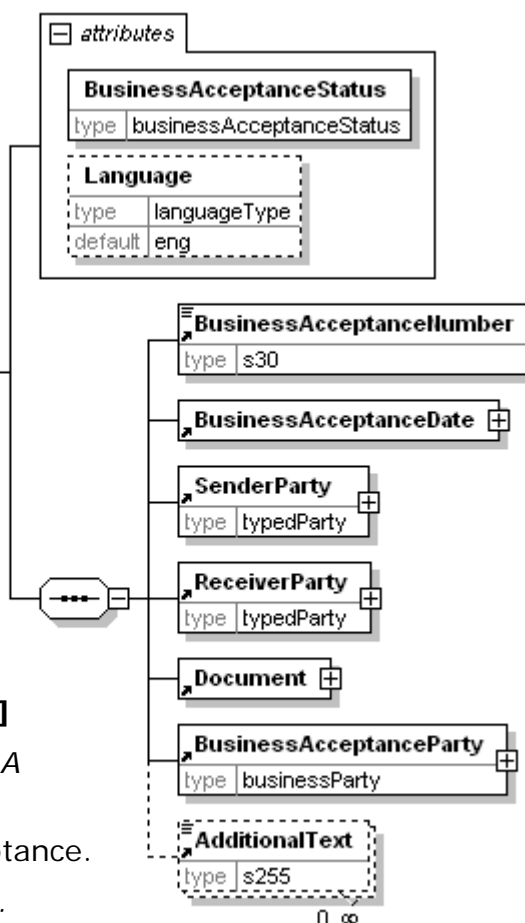 attributes
BusinessAcceptanceStatus
type businessAcceptanceStatus
Language
type languageType
default eng
BusinessAcceptanceNumber
type s30
BusinessAcceptanceDate
SenderParty
type typedParty
ReceiverParty
type typedParty
Document
]
BusinessAcceptanceParty
A
type businessParty
AdditionalText
tance.
type s255
.
0..∞